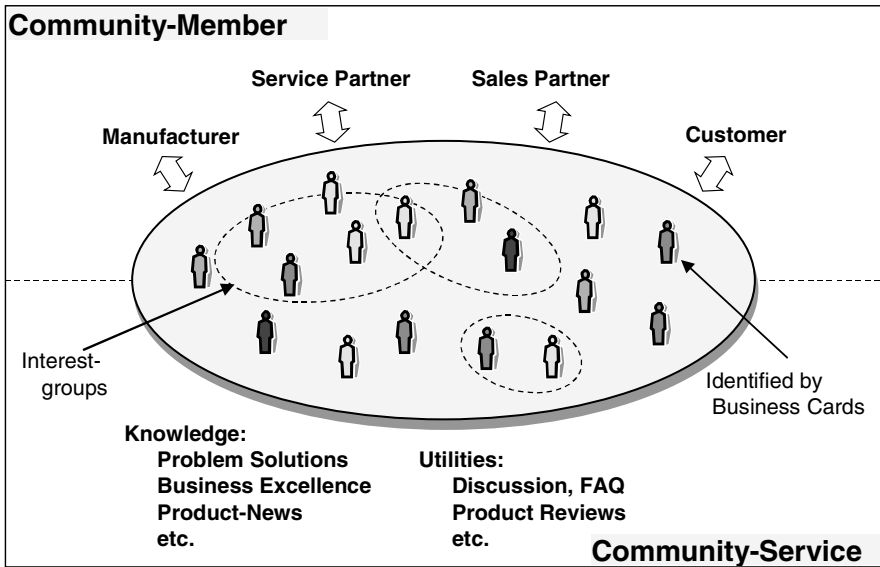 Community-Member
Service Partner
Sales Partner
Manufacturer
Customer
Interest-
groups
Identified by
Business Cards
Knowledge:
Problem Solutions
Business Excellence
Product-News
etc.
Utilities:
Discussion, FAQ
Product Reviews
etc.
Community-Service